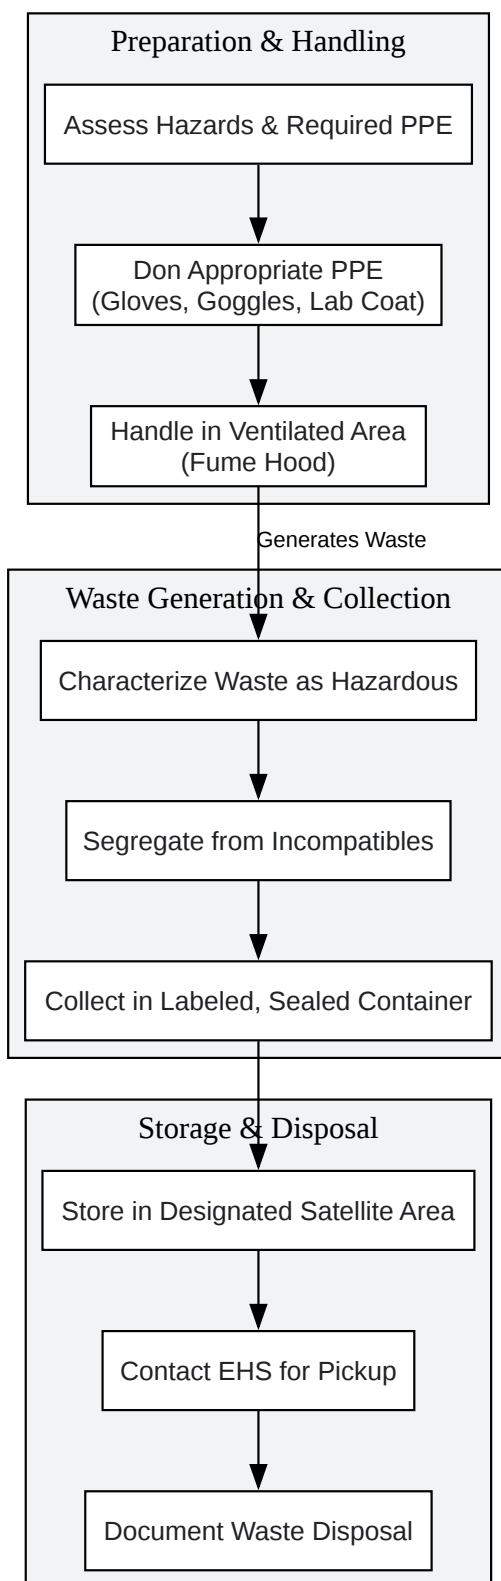 Preparation & Handling
Assess Hazards & Required PPE
Don Appropriate PPE
(Gloves, Goggles, Lab Coat)
Handle in Ventilated Area
(Fume Hood)
Generates Waste
Waste Generation & Collection
Characterize Waste as Hazardous
Segregate from Incompatibles
Collect in Labeled, Sealed Container
Storage & Disposal
Store in Designated Satellite Area
Contact EHS for Pickup
Document Waste Disposal